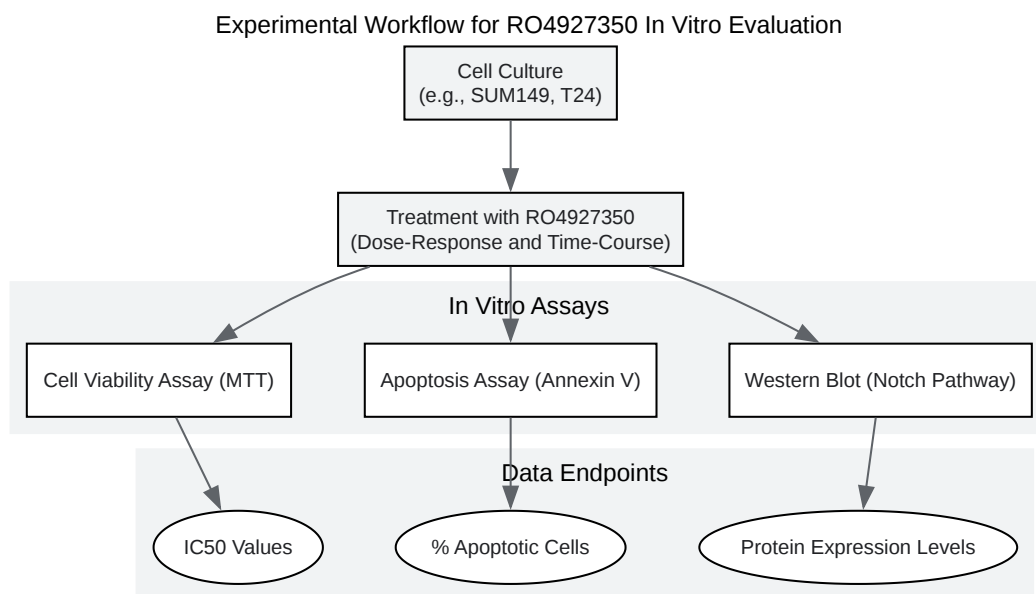 Experimental Workflow for RO4927350 In Vitro Evaluation
Cell Culture
(e.g., SUM149, T24)
Treatment with RO4927350
(Dose-Response and Time-Course)
In Vitro Assays
Cell Viability Assay (MTT)
Apoptosis Assay (Annexin V)
Western Blot (Notch Pathway)
Data Endpoints
IC50 Values
% Apoptotic Cells
Protein Expression Levels